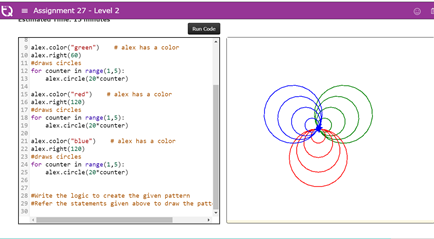 Assignment 27 - Level 2
Estimated Time: 15 minutes
Run Code
8
9 alex.color("green") # alex has a color
10 alex.right(60)
11 #draws circles
12 for counter in range(1,5):
13 alex.circle(20*counter)
14
15 alex.color("red") # alex has a color
16 alex.right(120)
17 #draws circles
18 for counter in range(1,5):
19 alex.circle(20*counter)
20
21 alex.color("blue") # alex has a color
22 alex.right(120)
23 #draws circles
24 for counter in range(1,5):
25 alex.circle(20*counter)
26
27
28 #Write the logic to create the given pattern
29 #Refer the statements given above to draw the patt
30